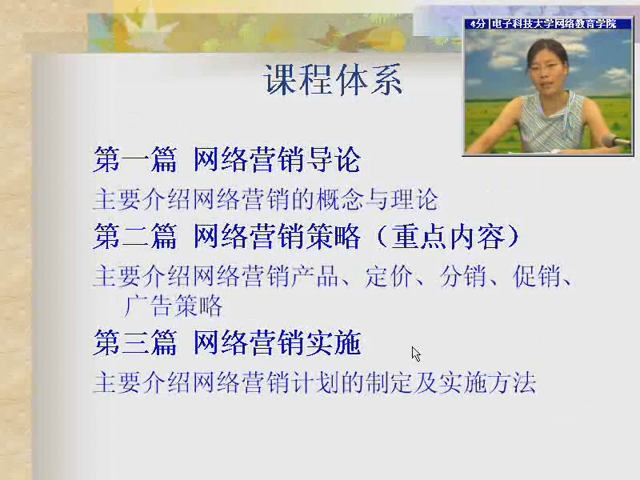 4分|电子科技大学网络教育学院
课程体系
第一篇 网络营销导论
主要介绍网络营销的概念与理论
第二篇 网络营销策略（重点内容）
主要介绍网络营销产品、定价、分销、促销、
广告策略
第三篇 网络营销实施
主要介绍网络营销计划的制定及实施方法